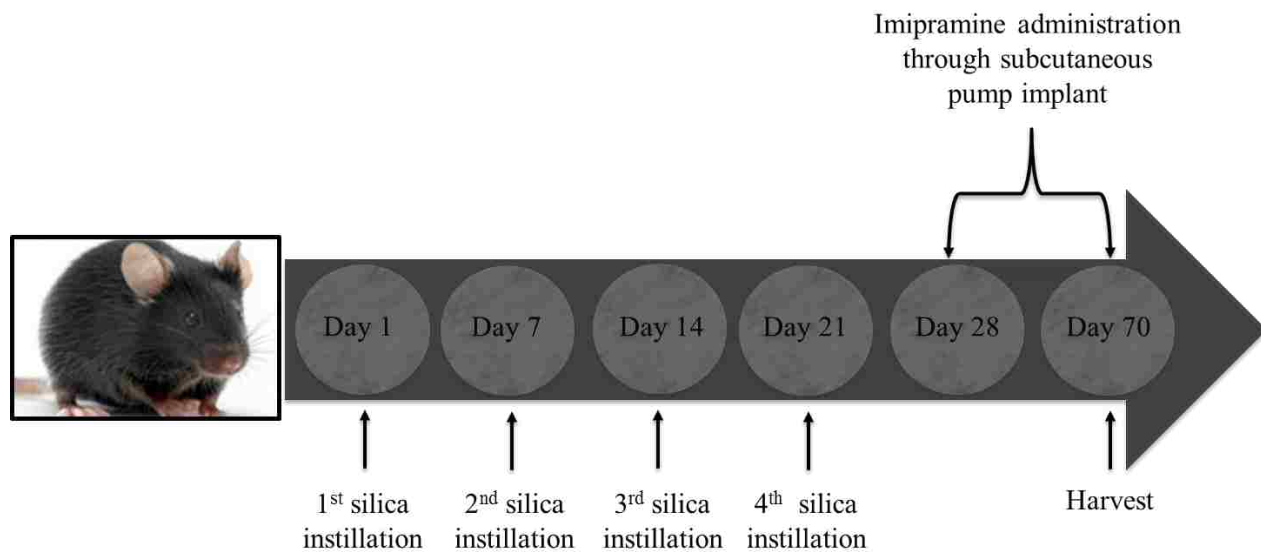 Imipramine administration
through subcutaneous
pump implant
Day 1
Day 7
Day 14
Day 21
Day 28
Day 70
1st silica
instillation
2nd silica
instillation
3rd silica
instillation
4th silica
instillation
Harvest